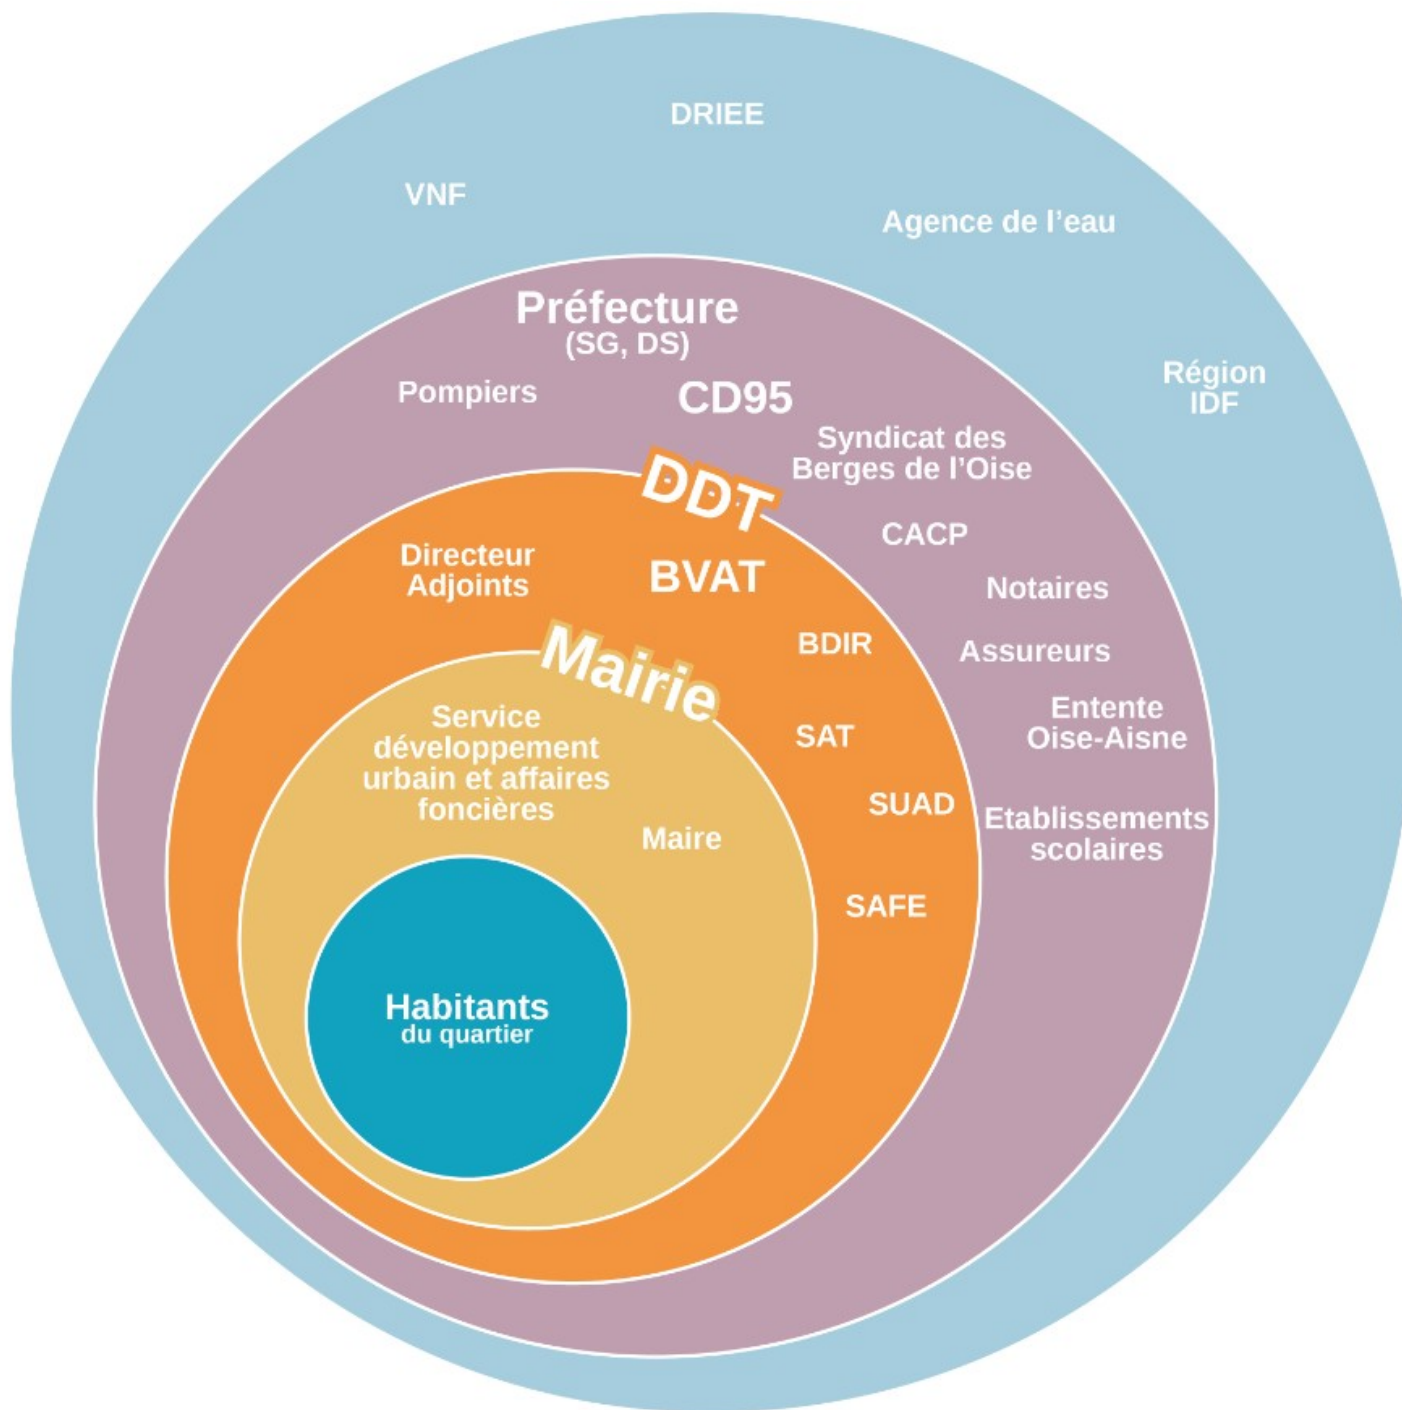 DRIEE
VNF
Agence de l’eau
Préfecture
(SG, DS)
Région
IDF
Pompiers
CD95
Syndicat des
Berges de l’Oise
DDT
CACP
Directeur
Adjoints
BVAT
Notaires
BDIR
Assureurs
Mairie
Service
développement
urbain et affaires
foncières
Entente
Oise-Aisne
SAT
SUAD
Etablissements
scolaires
Maire
SAFE
Habitants
du quartier